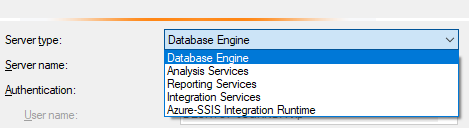 Server type: Database Engine
Database Engine
Server name: Analysis Services
Reporting Services
Authentication: Integration Services
Azure-SSIS Integration Runtime
User name: